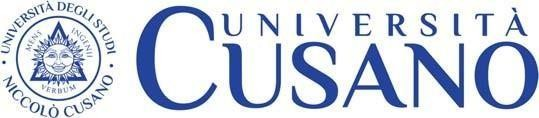 · UNIVERSITÀ DEGLI STUDI ·
NICCOLÒ CUSANO
MENS
INGENII
VERBUM
UNIVERSITÀ
CUSANO